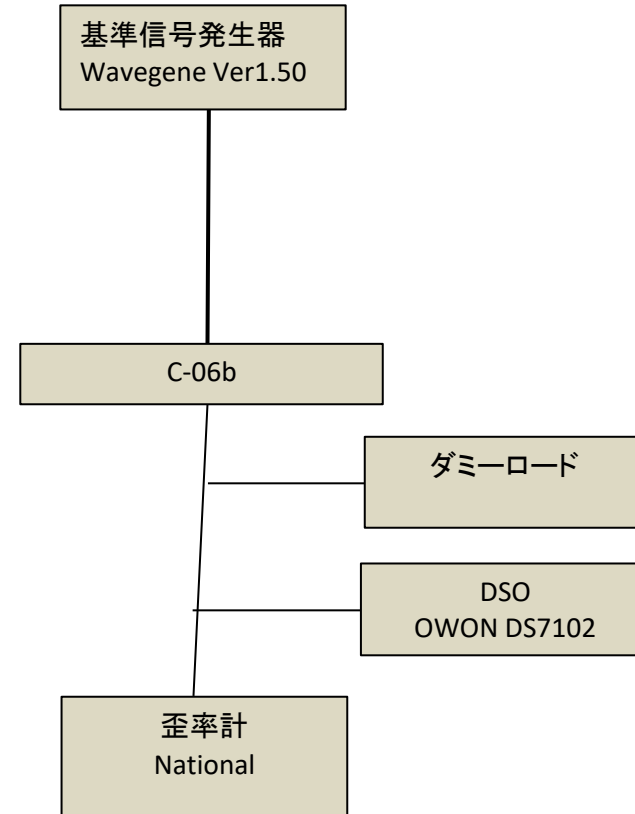 基準信号発生器
Wavegene Ver1.50
C-06b
ダミーロード
DSO
OWON DS7102
歪率計
National